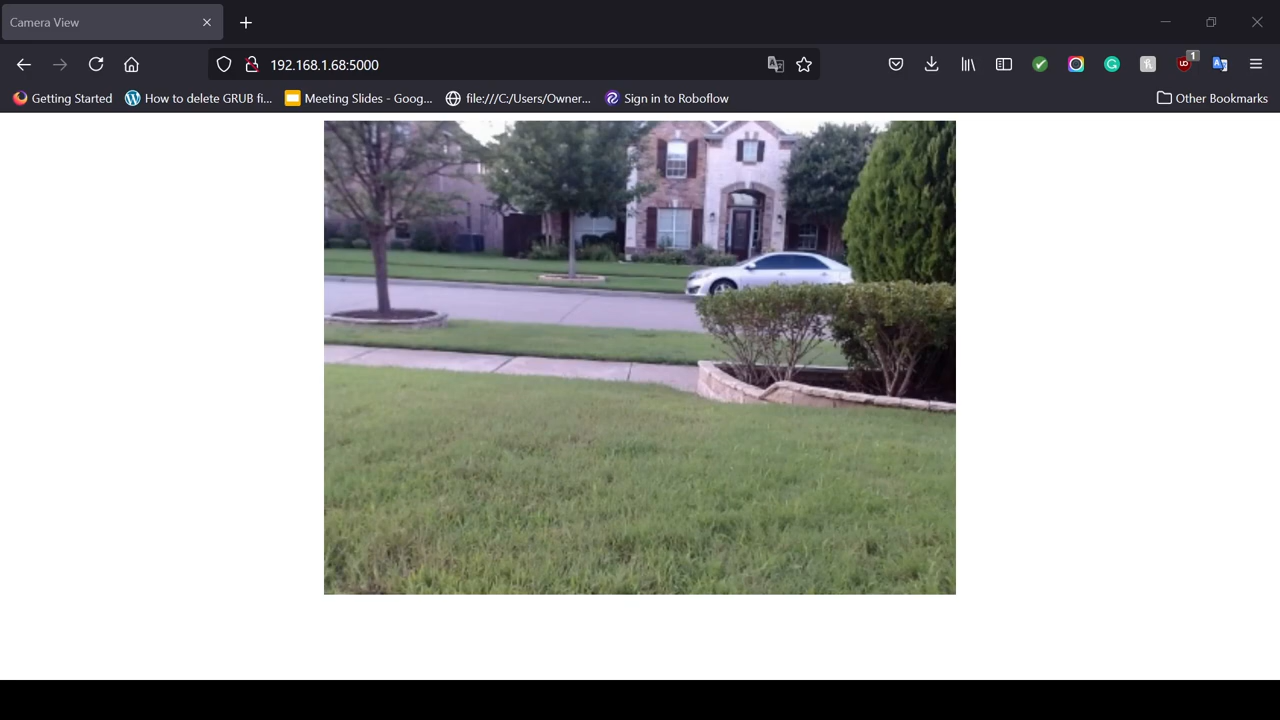 Camera View
192.168.1.68:5000
1
Getting Started How to delete GRUB fi... Meeting Slides - Goog... file:///C:/Users/Owner... Sign in to Roboflow Other Bookmarks